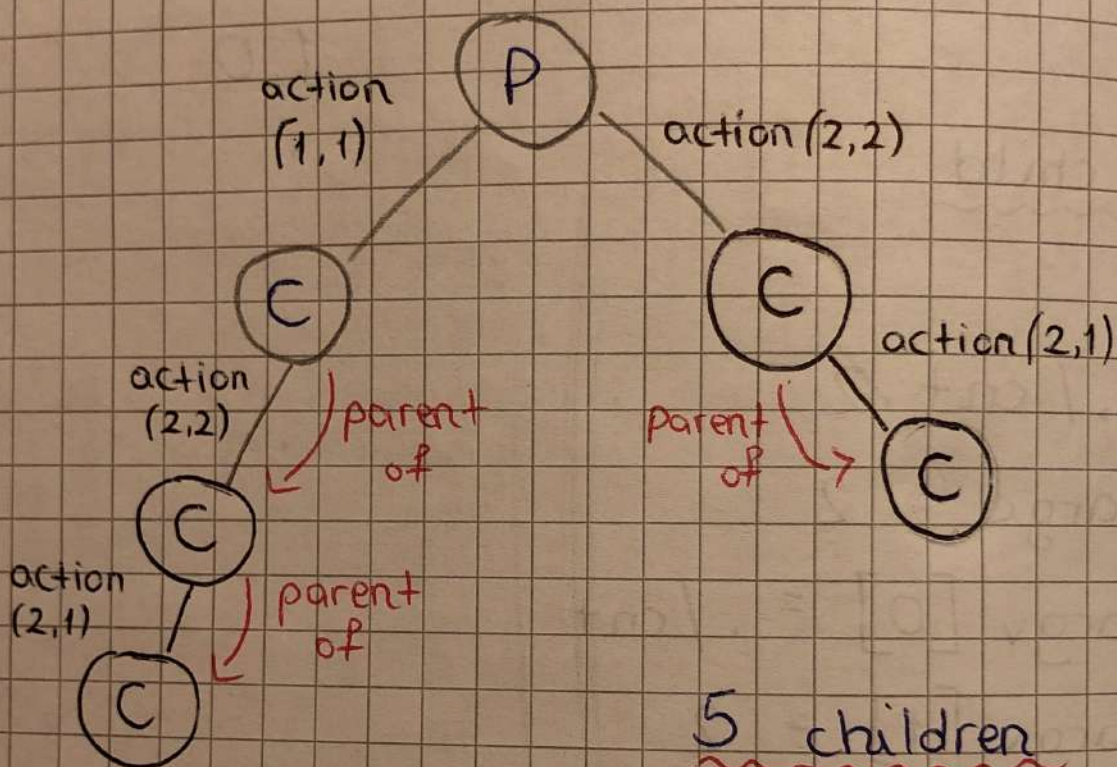 P
action
(1,1)
action (2,2)
C
C
action (2,1)
action
(2,2)
parent
of
parent
of
C
C
action
(2,1)
parent
of
C
5 children